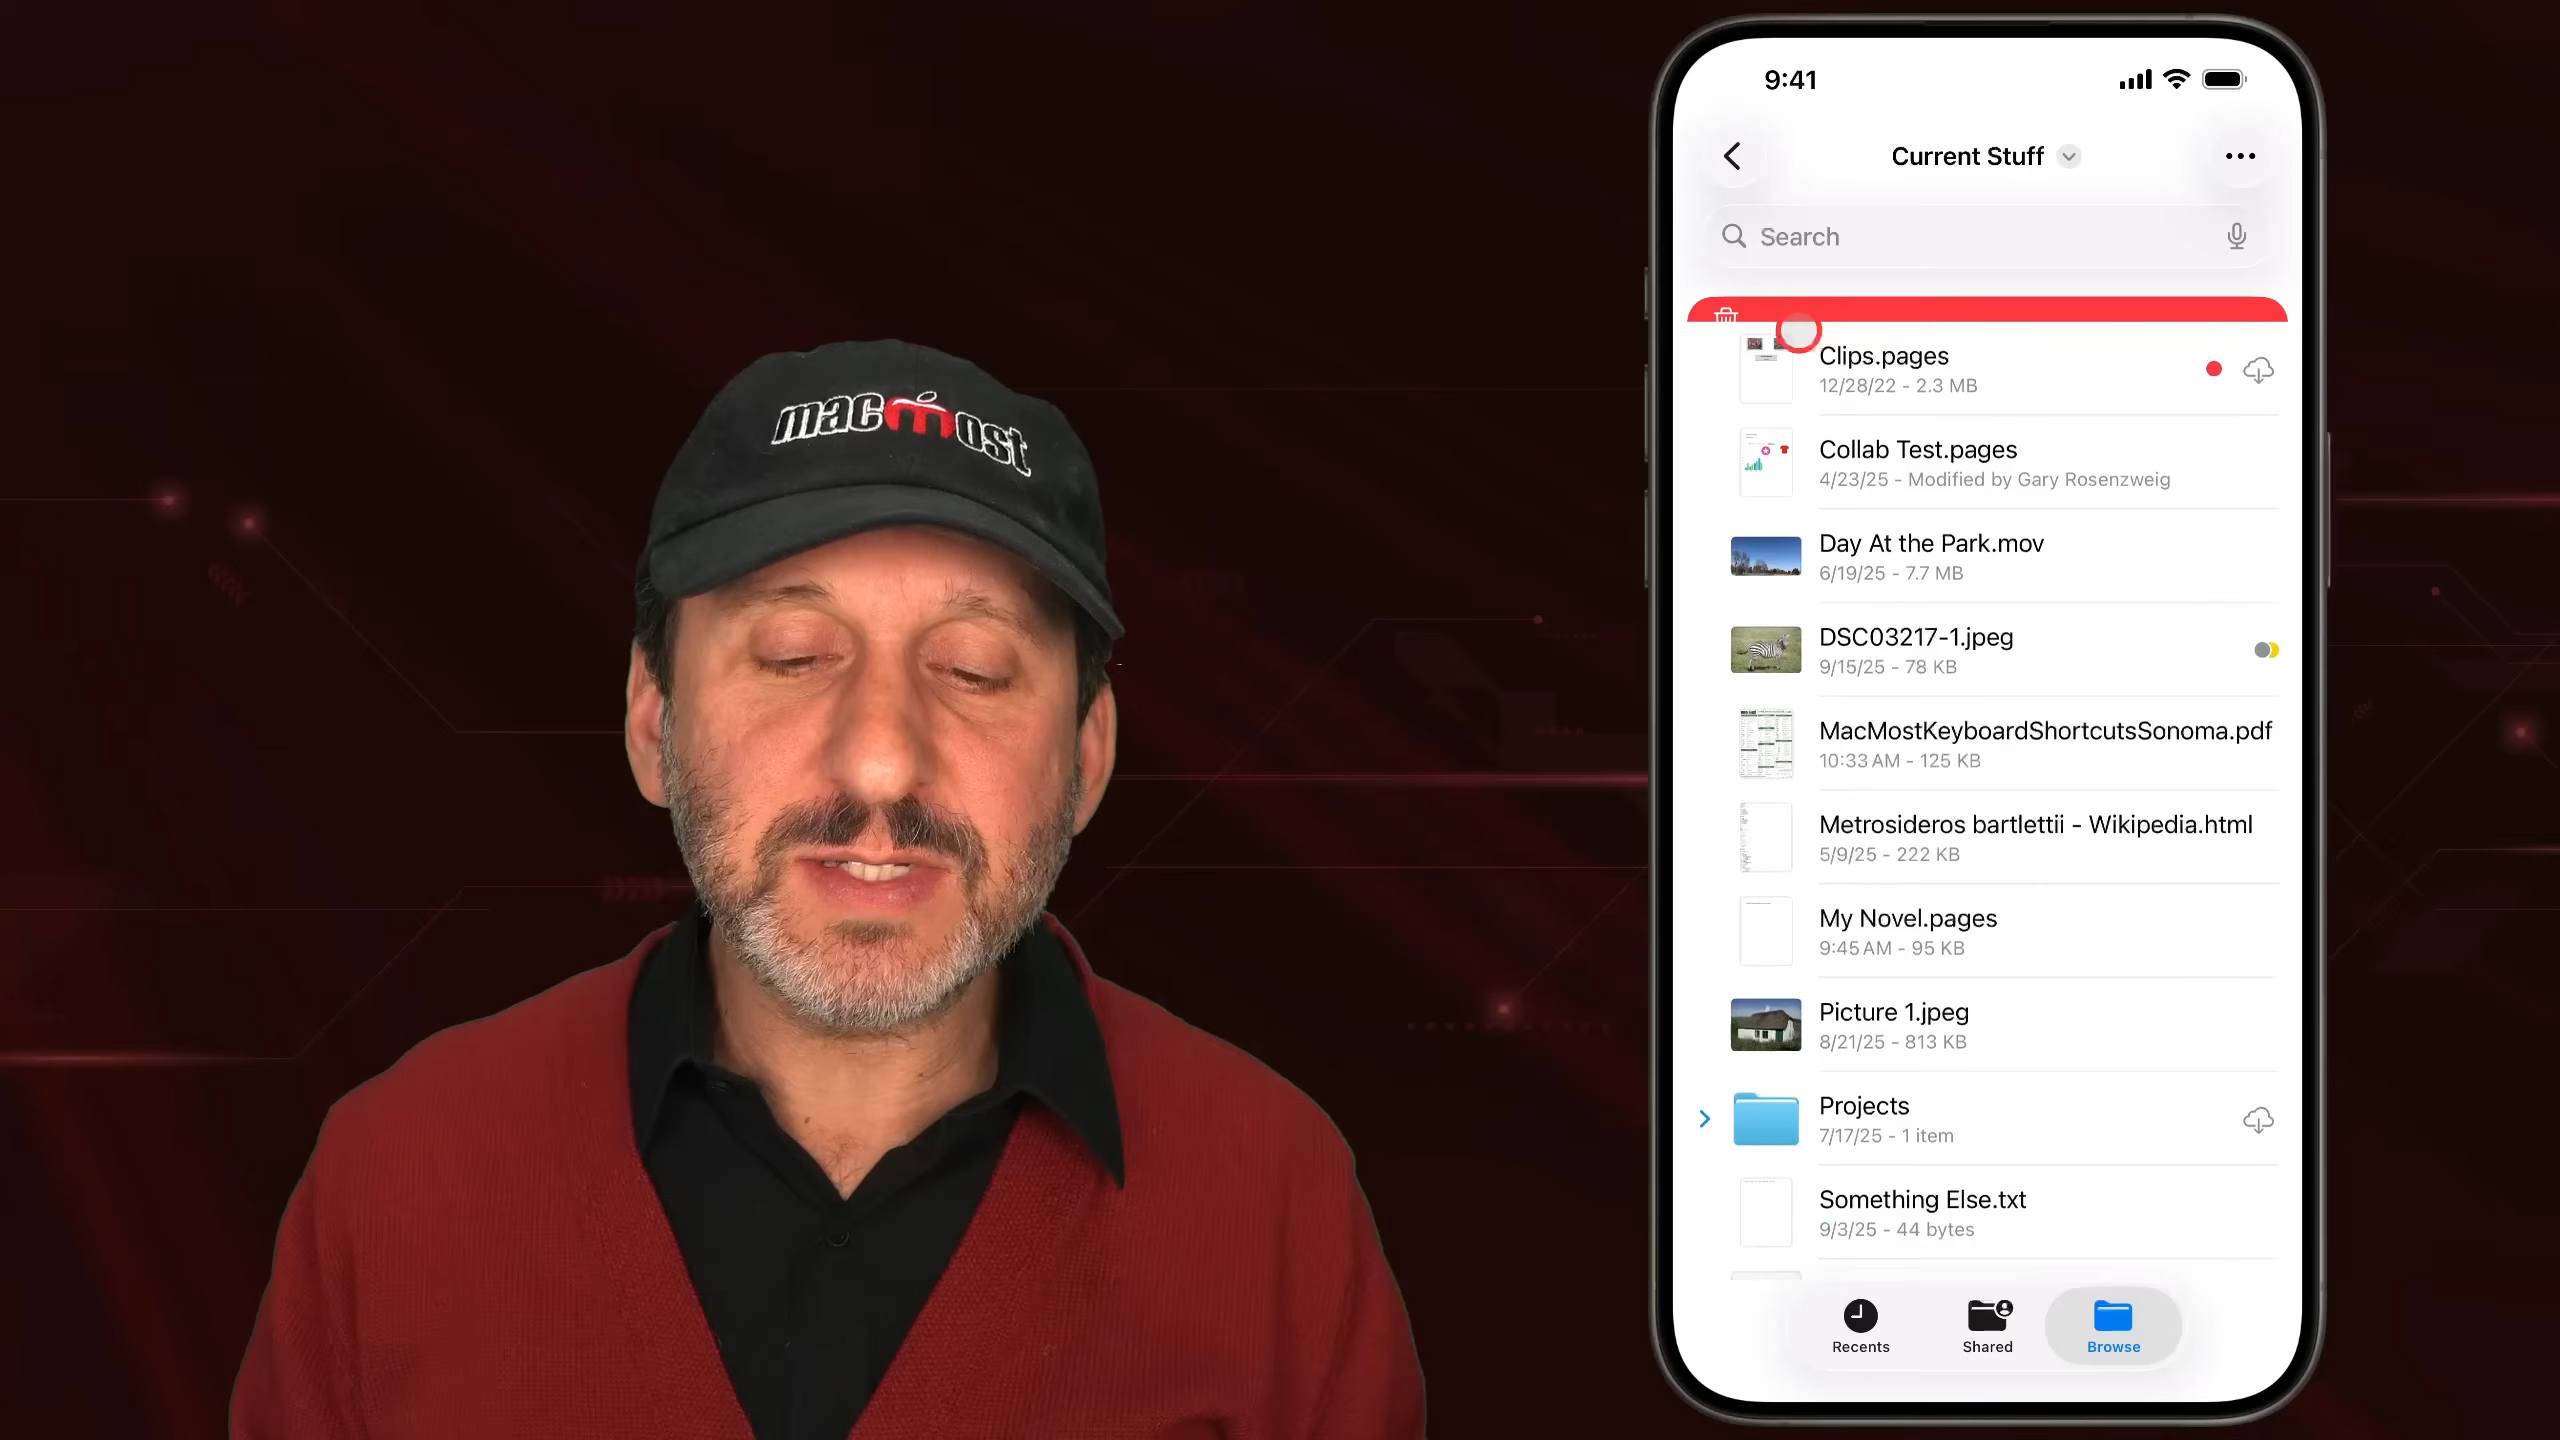 macmost
9:41
Current Stuff
Search
Clips.pages
12/28/22 - 2.3 MB
Collab Test.pages
4/23/25 - Modified by Gary Rosenzweig
Day At the Park.mov
6/19/25 - 7.7 MB
DSC03217-1.jpeg
9/15/25 - 78 KB
MacMostKeyboardShortcutsSonoma.pdf
10:33 AM - 125 KB
Metrosideros bartlettii - Wikipedia.html
5/9/25 - 222 KB
My Novel.pages
9:45 AM - 95 KB
Picture 1.jpeg
8/21/25 - 813 KB
Projects
7/17/25 - 1 item
Something Else.txt
9/3/25 - 44 bytes
Recents
Shared
Browse